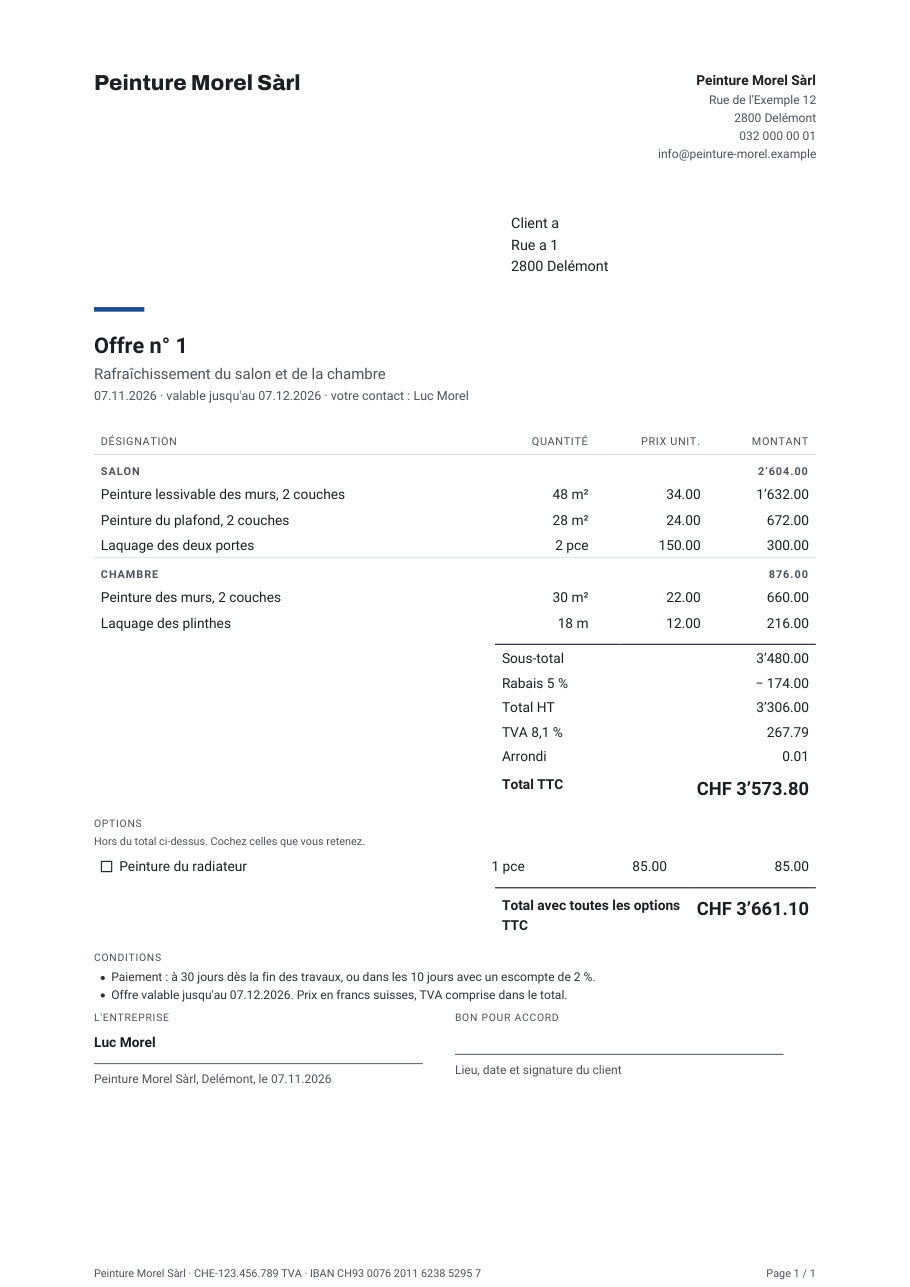 Peinture Morel Sàrl
Peinture Morel Sàrl
Rue de l'Exemple 12
2800 Delémont
032 000 00 01
info@peinture-morel.example
Client a
Rue a 1
2800 Delémont
Offre n° 1
Rafraîchissement du salon et de la chambre
07.11.2026 · valable jusqu'au 07.12.2026 · votre contact : Luc Morel
DÉSIGNATION QUANTITÉ PRIX UNIT. MONTANT
SALON 2’604.00
Peinture lessivable des murs, 2 couches 48 m² 34.00 1’632.00
Peinture du plafond, 2 couches 28 m² 24.00 672.00
Laquage des deux portes 2 pce 150.00 300.00
CHAMBRE 876.00
Peinture des murs, 2 couches 30 m² 22.00 660.00
Laquage des plinthes 18 m 12.00 216.00
Sous-total 3’480.00
Rabais 5 % − 174.00
Total HT 3’306.00
TVA 8,1 % 267.79
Arrondi 0.01
Total TTC CHF 3’573.80
OPTIONS
Hors du total ci-dessus. Cochez celles que vous retenez.
☐ Peinture du radiateur 1 pce 85.00 85.00
Total avec toutes les options CHF 3’661.10
TTC
CONDITIONS
• Paiement : à 30 jours dès la fin des travaux, ou dans les 10 jours avec un escompte de 2 %.
• Offre valable jusqu'au 07.12.2026. Prix en francs suisses, TVA comprise dans le total.
L'ENTREPRISE BON POUR ACCORD
Luc Morel
Peinture Morel Sàrl, Delémont, le 07.11.2026
Lieu, date et signature du client
Peinture Morel Sàrl · CHE-123.456.789 TVA · IBAN CH93 0076 2011 6238 5295 7 Page 1 / 1